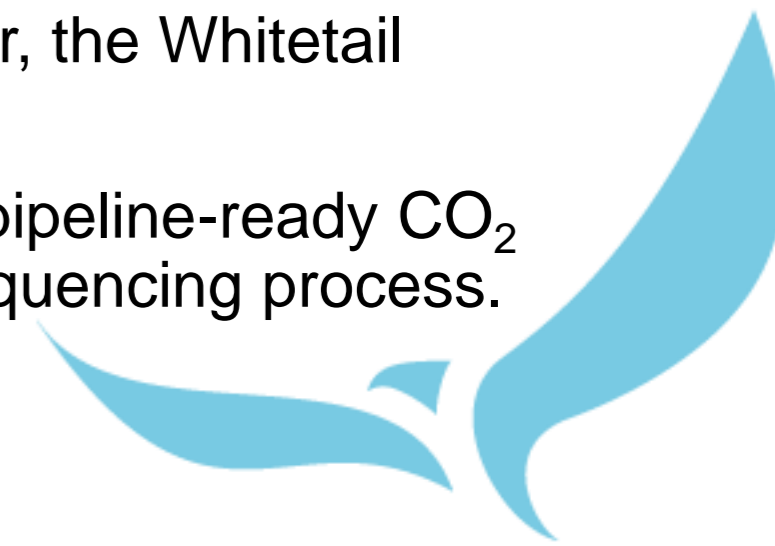 r, the Whitetail
pipeline-ready CO₂
quencing process.